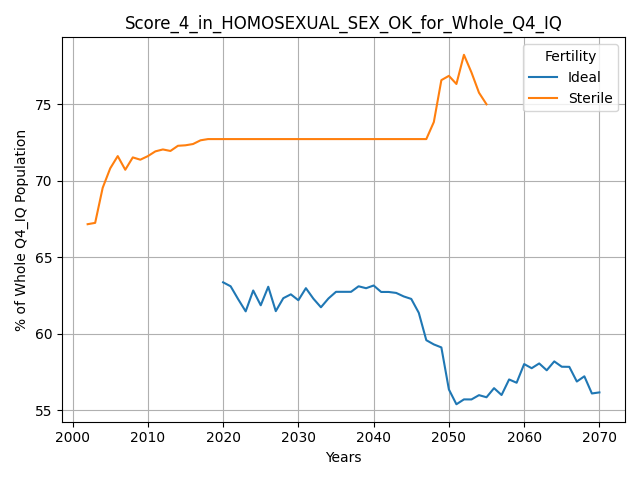 Score_4_in_HOMOSEXUAL_SEX_OK_for_Whole_Q4_IQ
Fertility
Ideal
Sterile
% of Whole Q4_IQ Population
75
70
65
60
55
2000 2010 2020 2030 2040 2050 2060 2070
Years